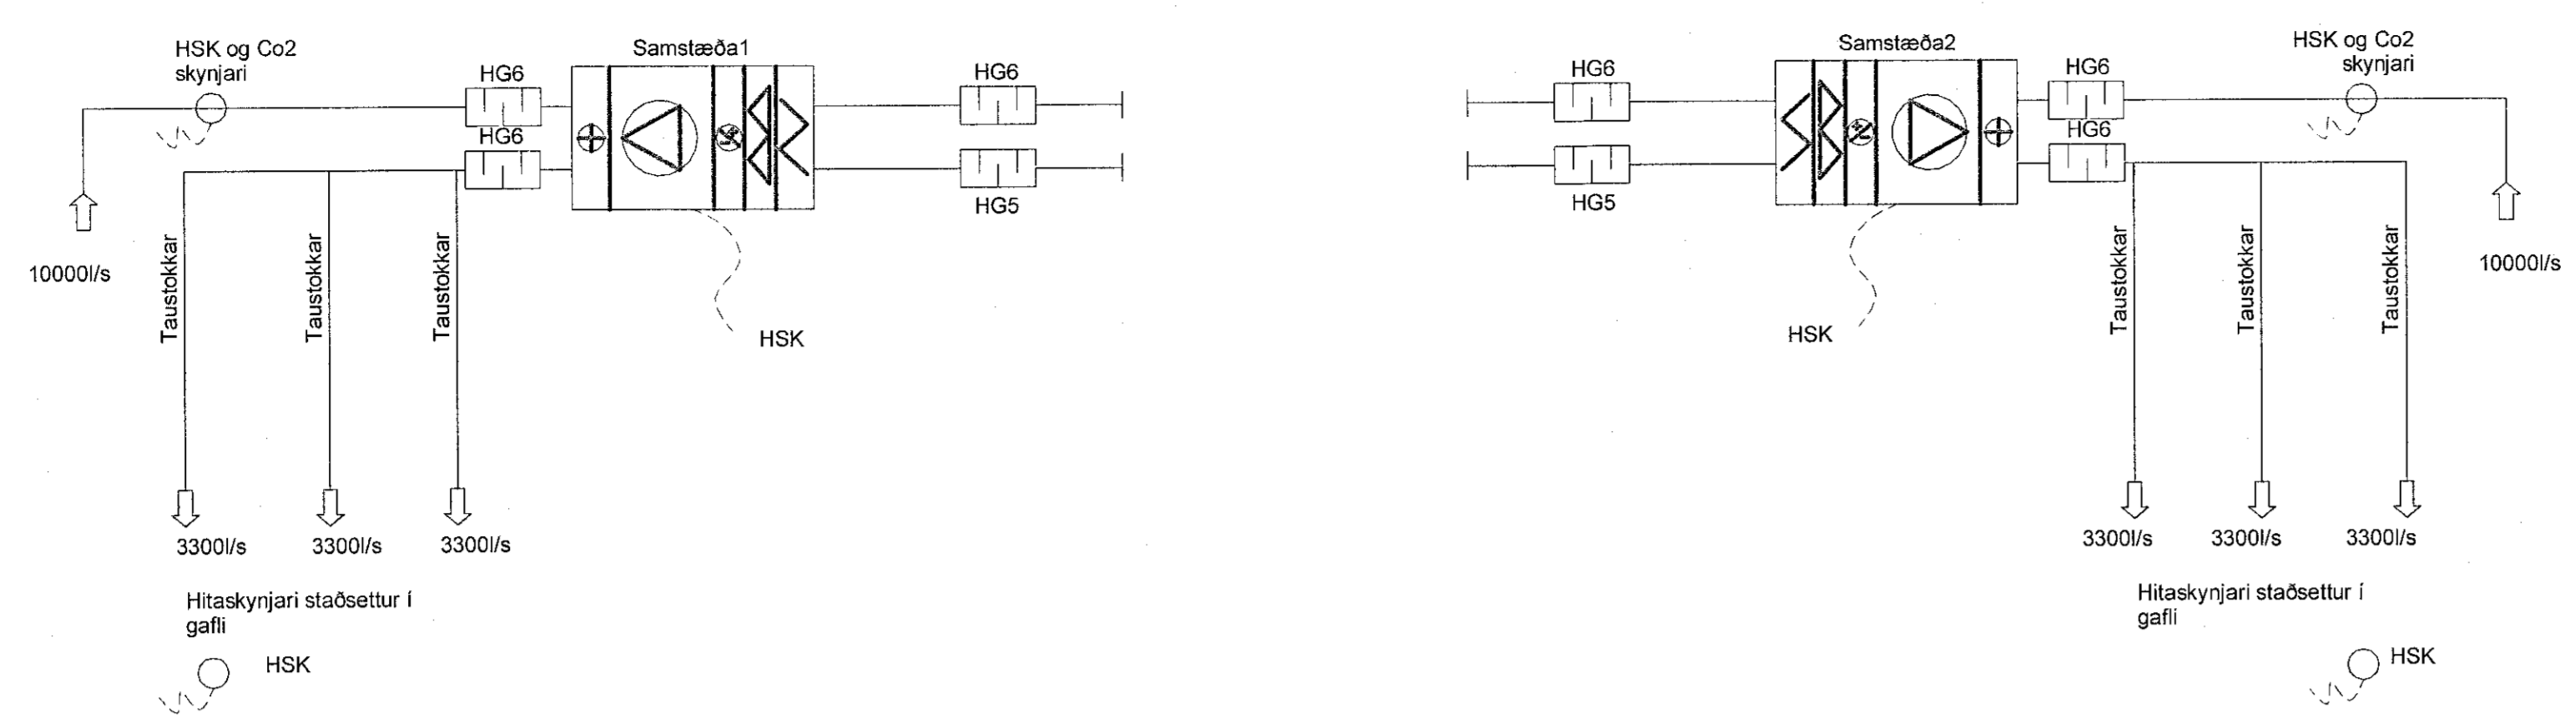 HSK og Co2
skynjari
Samstæða1
HG6
HG6
HG6
HG5
10000l/s
Taustokkar
Taustokkar
Taustokkar
HSK
3300l/s
3300l/s
3300l/s
Hitaskynjari staðsettur í
gafli
HSK
Samstæða2
HSK og Co2
skynjari
HG6
HG6
HG6
HG5
Taustokkar
Taustokkar
Taustokkar
10000l/s
HSK
3300l/s
3300l/s
3300l/s
Hitaskynjari staðsettur í
gafli
HSK